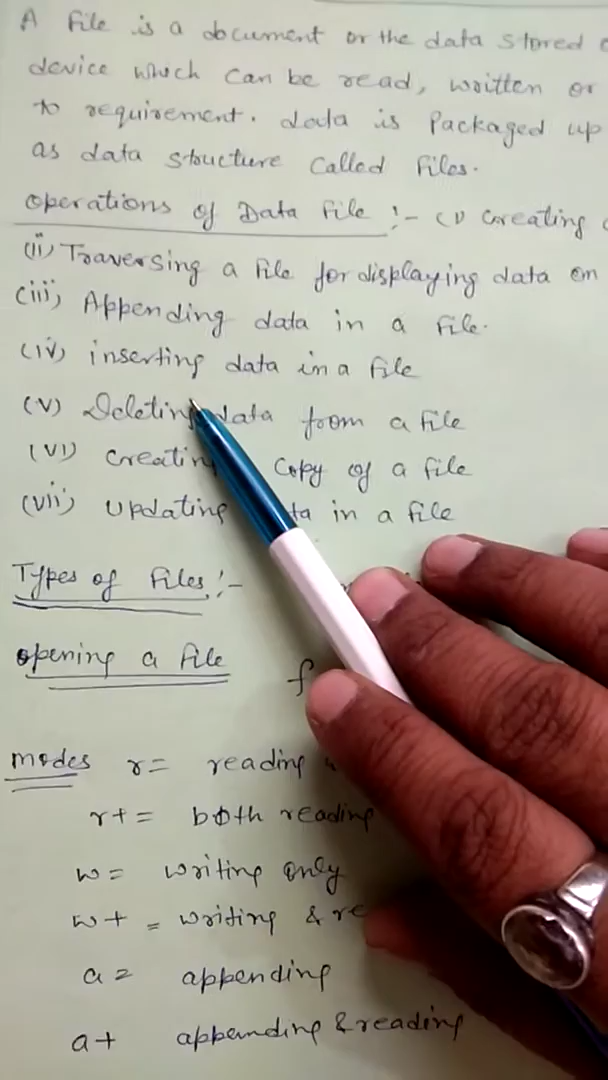 A file is a document or the data stored
device which can be read, written or
to requirement. data is Packaged up
as data structure called files.
operations of Data file :- (i) creating
(ii) Traversing a file for displaying data on
(iii) Appending data in a file.
(iv) inserting data in a file
(v) Deleting data from a file
(vi) creating copy of a file
(vii) updating in a file
Types of files :-
opening a file f
modes r = reading
r+ = both reading
w = writing only
w+ = writing & re
a = appending
a+ appending & reading